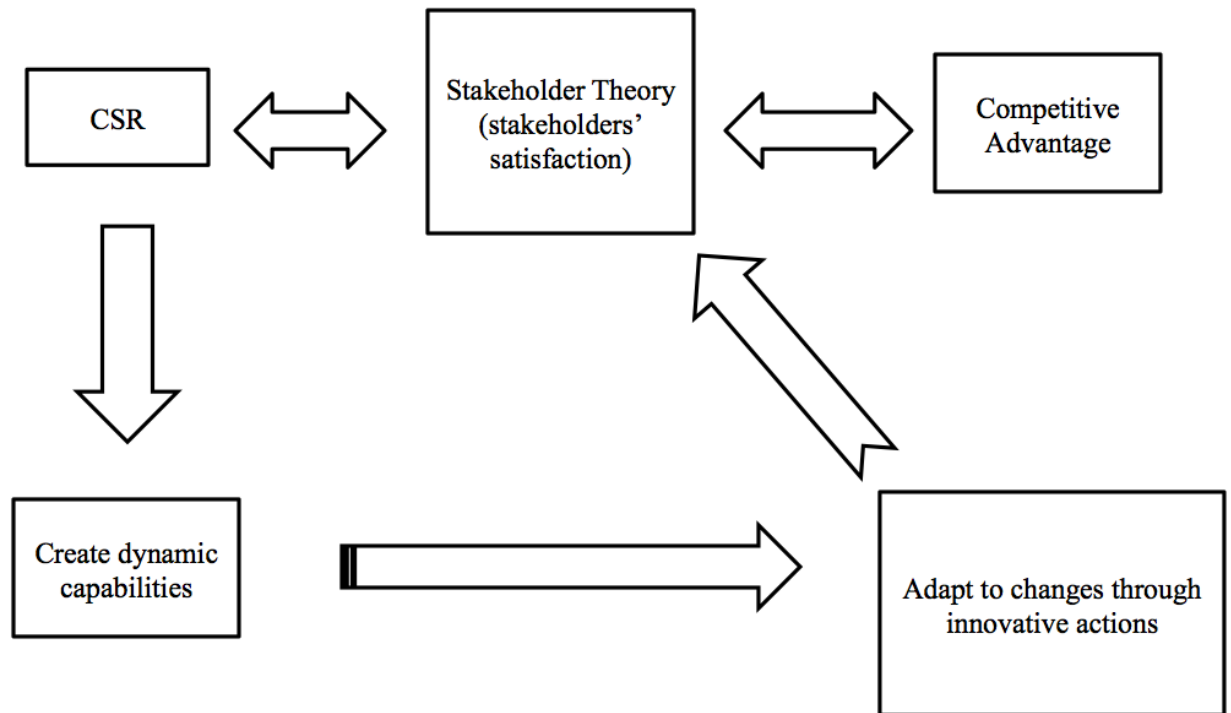 CSR
Stakeholder Theory
(stakeholders’
satisfaction)
Competitive
Advantage
Create dynamic
capabilities
Adapt to changes through
innovative actions